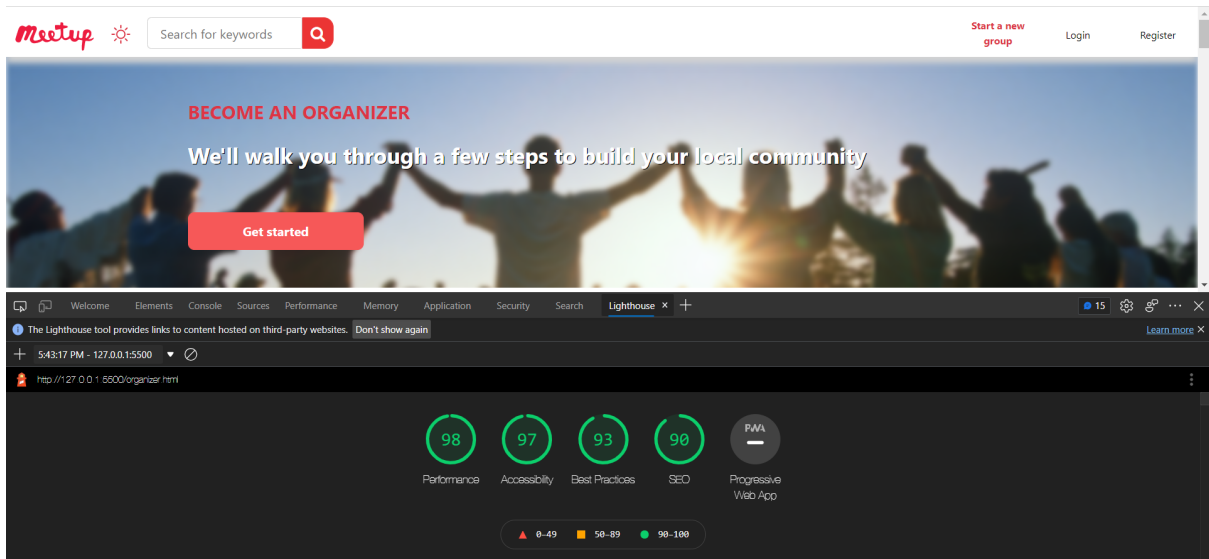 Meetup
Search for keywords
Start a new
group
Login
Register
BECOME AN ORGANIZER
We'll walk you through a few steps to build your local community
Get started
Welcome Elements Console Sources Performance Memory Application Security Search Lighthouse × 15
The Lighthouse tool provides links to content hosted on third-party websites. Don't show again Learn more
5:43:17 PM - 127.0.0.1:5500
http://127.0.0.1:5500/organizer.html
98 97 93 90 PWA
Performance Accessibility Best Practices SEO Progressive
Web App
0–49 50–89 90–100